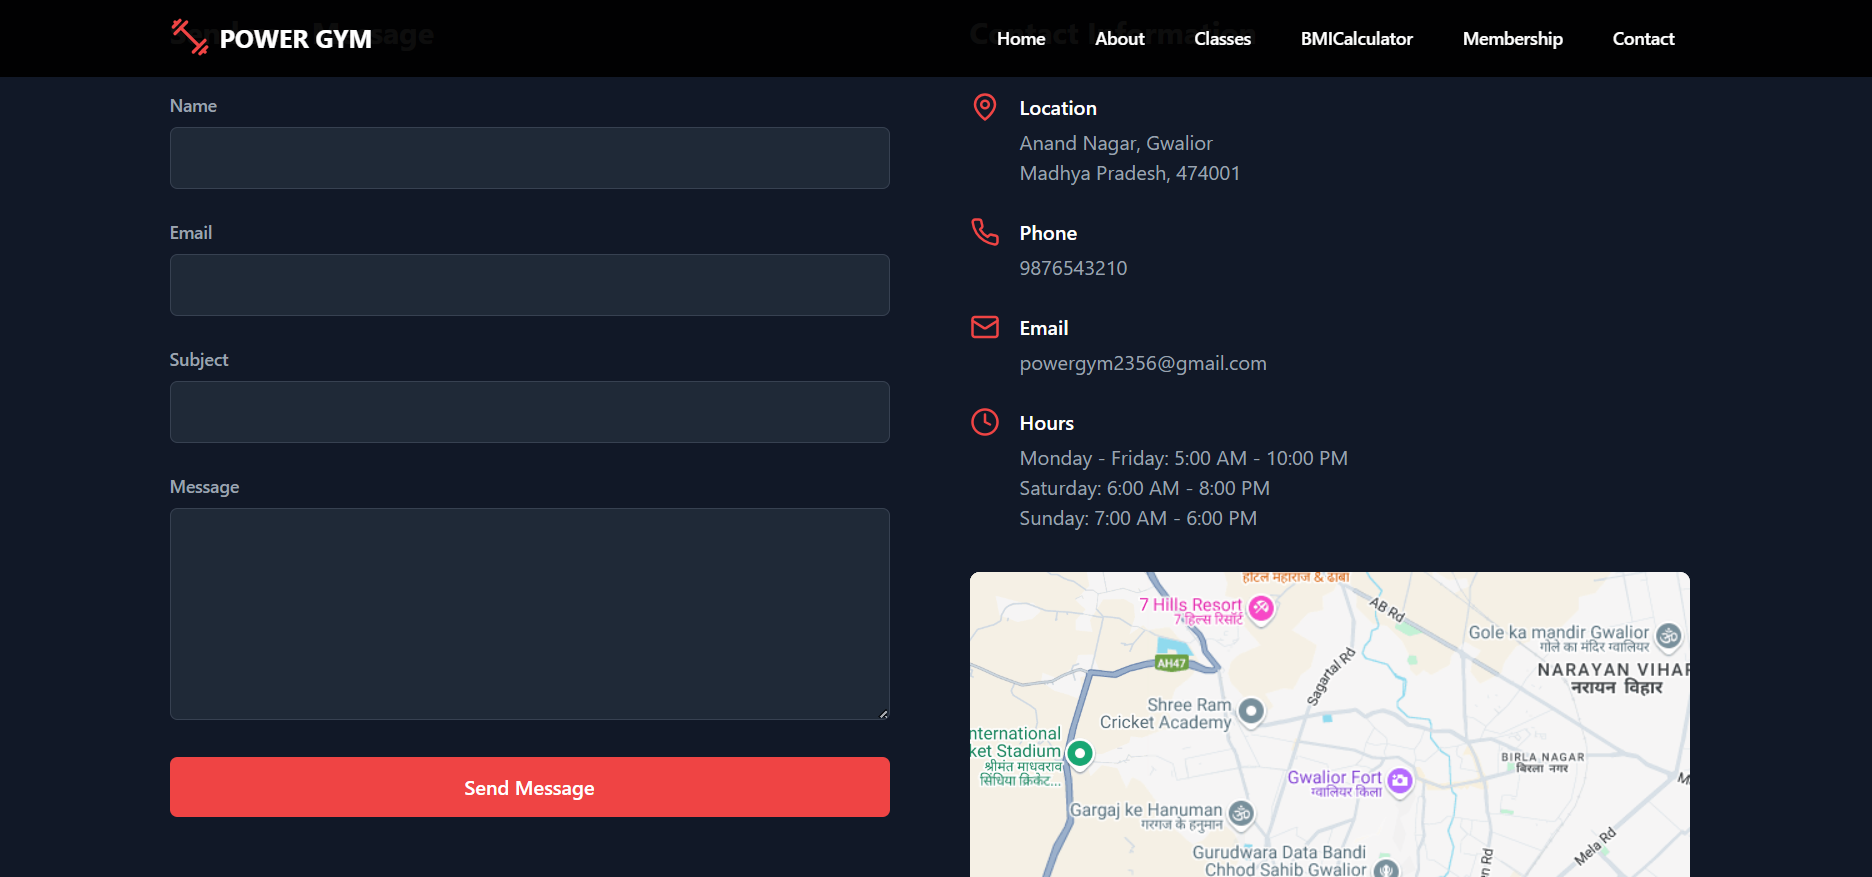 POWER GYM
Home
About
Classes
BMICalculator
Membership
Contact
Contact Information
Name
Email
Subject
Message
Send Message
Location
Anand Nagar, Gwalior
Madhya Pradesh, 474001
Phone
9876543210
Email
powergym2356@gmail.com
Hours
Monday - Friday: 5:00 AM - 10:00 PM
Saturday: 6:00 AM - 8:00 PM
Sunday: 7:00 AM - 6:00 PM
होटल महाराज & ढाबा
7 Hills Resort
7 हिल्स रिसॉर्ट
AB Rd
Gole ka mandir Gwalior
गोले का मंदिर ग्वालियर
AH47
Sagartal Rd
NARAYAN VIHAR
नरायन विहार
Shree Ram
Cricket Academy
nternational
ket Stadium
श्रीमंत माधवराव
सिंधिया क्रिकेट...
BIRLA NAGAR
बिरला नगर
Gwalior Fort
ग्वालियर किला
Gargaj ke Hanuman
गरगज के हनुमान
Mela Rd
Gurudwara Data Bandi
Chhod Sahib Gwalior